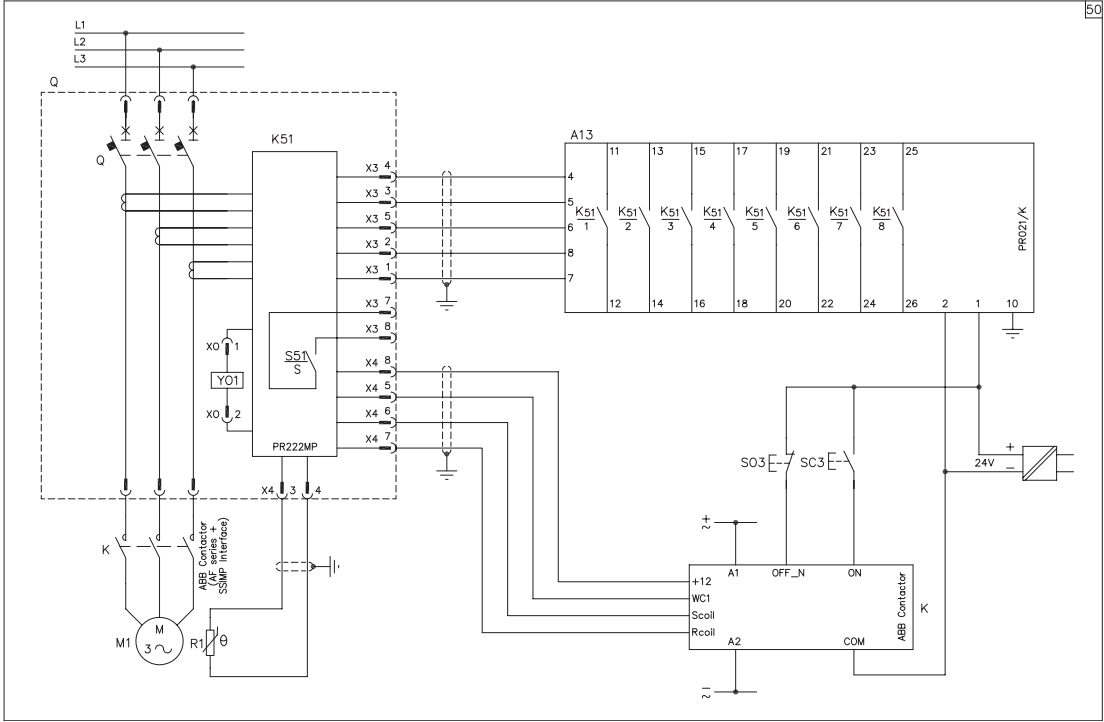 50
L1
L2
L3
Q
Q
K51
X3 4
X3 3
X3 5
X3 2
X3 1
X3 7
X3 8
X4 8
X4 5
X4 6
X4 7
S51
S
X0 1
Y01
X0 2
PR222MP
X4 3 4
A13
11 13 15 17 19 21 23 25
4
5
6
8
7
K51 K51 K51 K51 K51 K51 K51 K51
1 2 3 4 5 6 7 8
PR021/K
12 14 16 18 20 22 24 26 2 1 10
S03
SC3
24V
+
−
K
ABB Contactor
(AF series +
SSIMP Interface)
M1
M
3 ~
R1
θ
+
~
A1 OFF_N ON
+12
WC1
Scoil
Rcoil
A2 COM
ABB Contactor
K
−
~